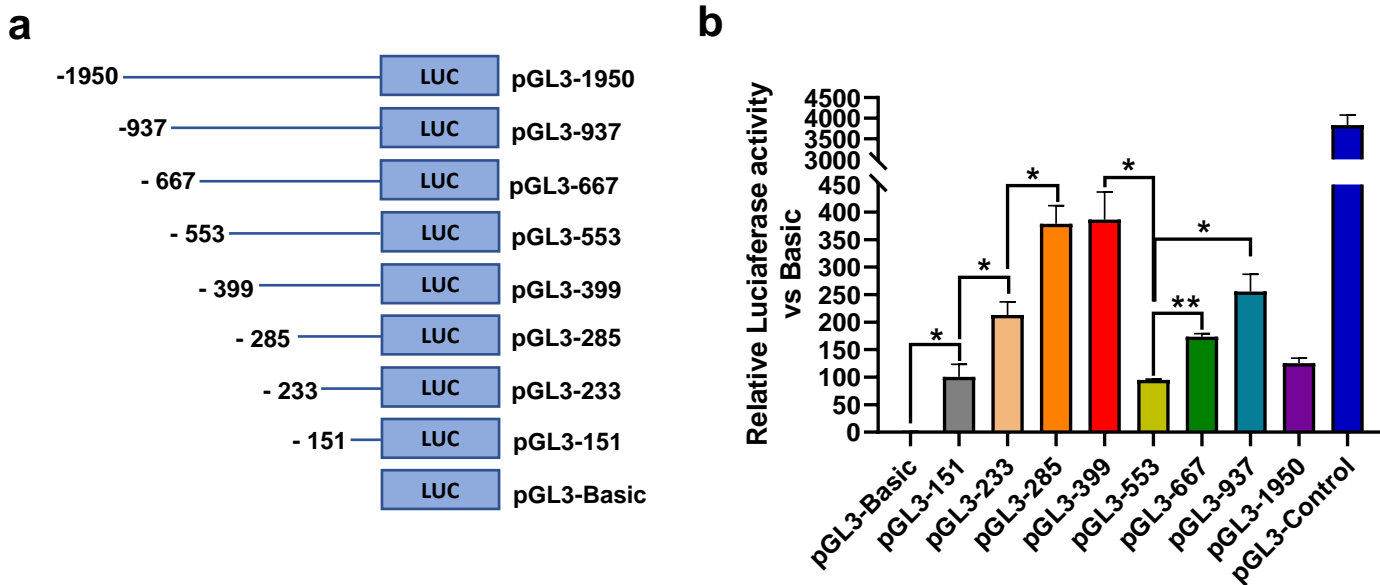 a
-1950 LUC pGL3-1950
-937 LUC pGL3-937
- 667 LUC pGL3-667
- 553 LUC pGL3-553
- 399 LUC pGL3-399
- 285 LUC pGL3-285
- 233 LUC pGL3-233
- 151 LUC pGL3-151
LUC pGL3-Basic
b
Relative Luciaferase activity
vs Basic
4500
4000
3500
3000
450
400
350
300
250
200
150
100
50
0
*
*
*
*
*
**
pGL3-Basic
pGL3-151
pGL3-233
pGL3-285
pGL3-399
pGL3-553
pGL3-667
pGL3-937
pGL3-1950
pGL3-Control